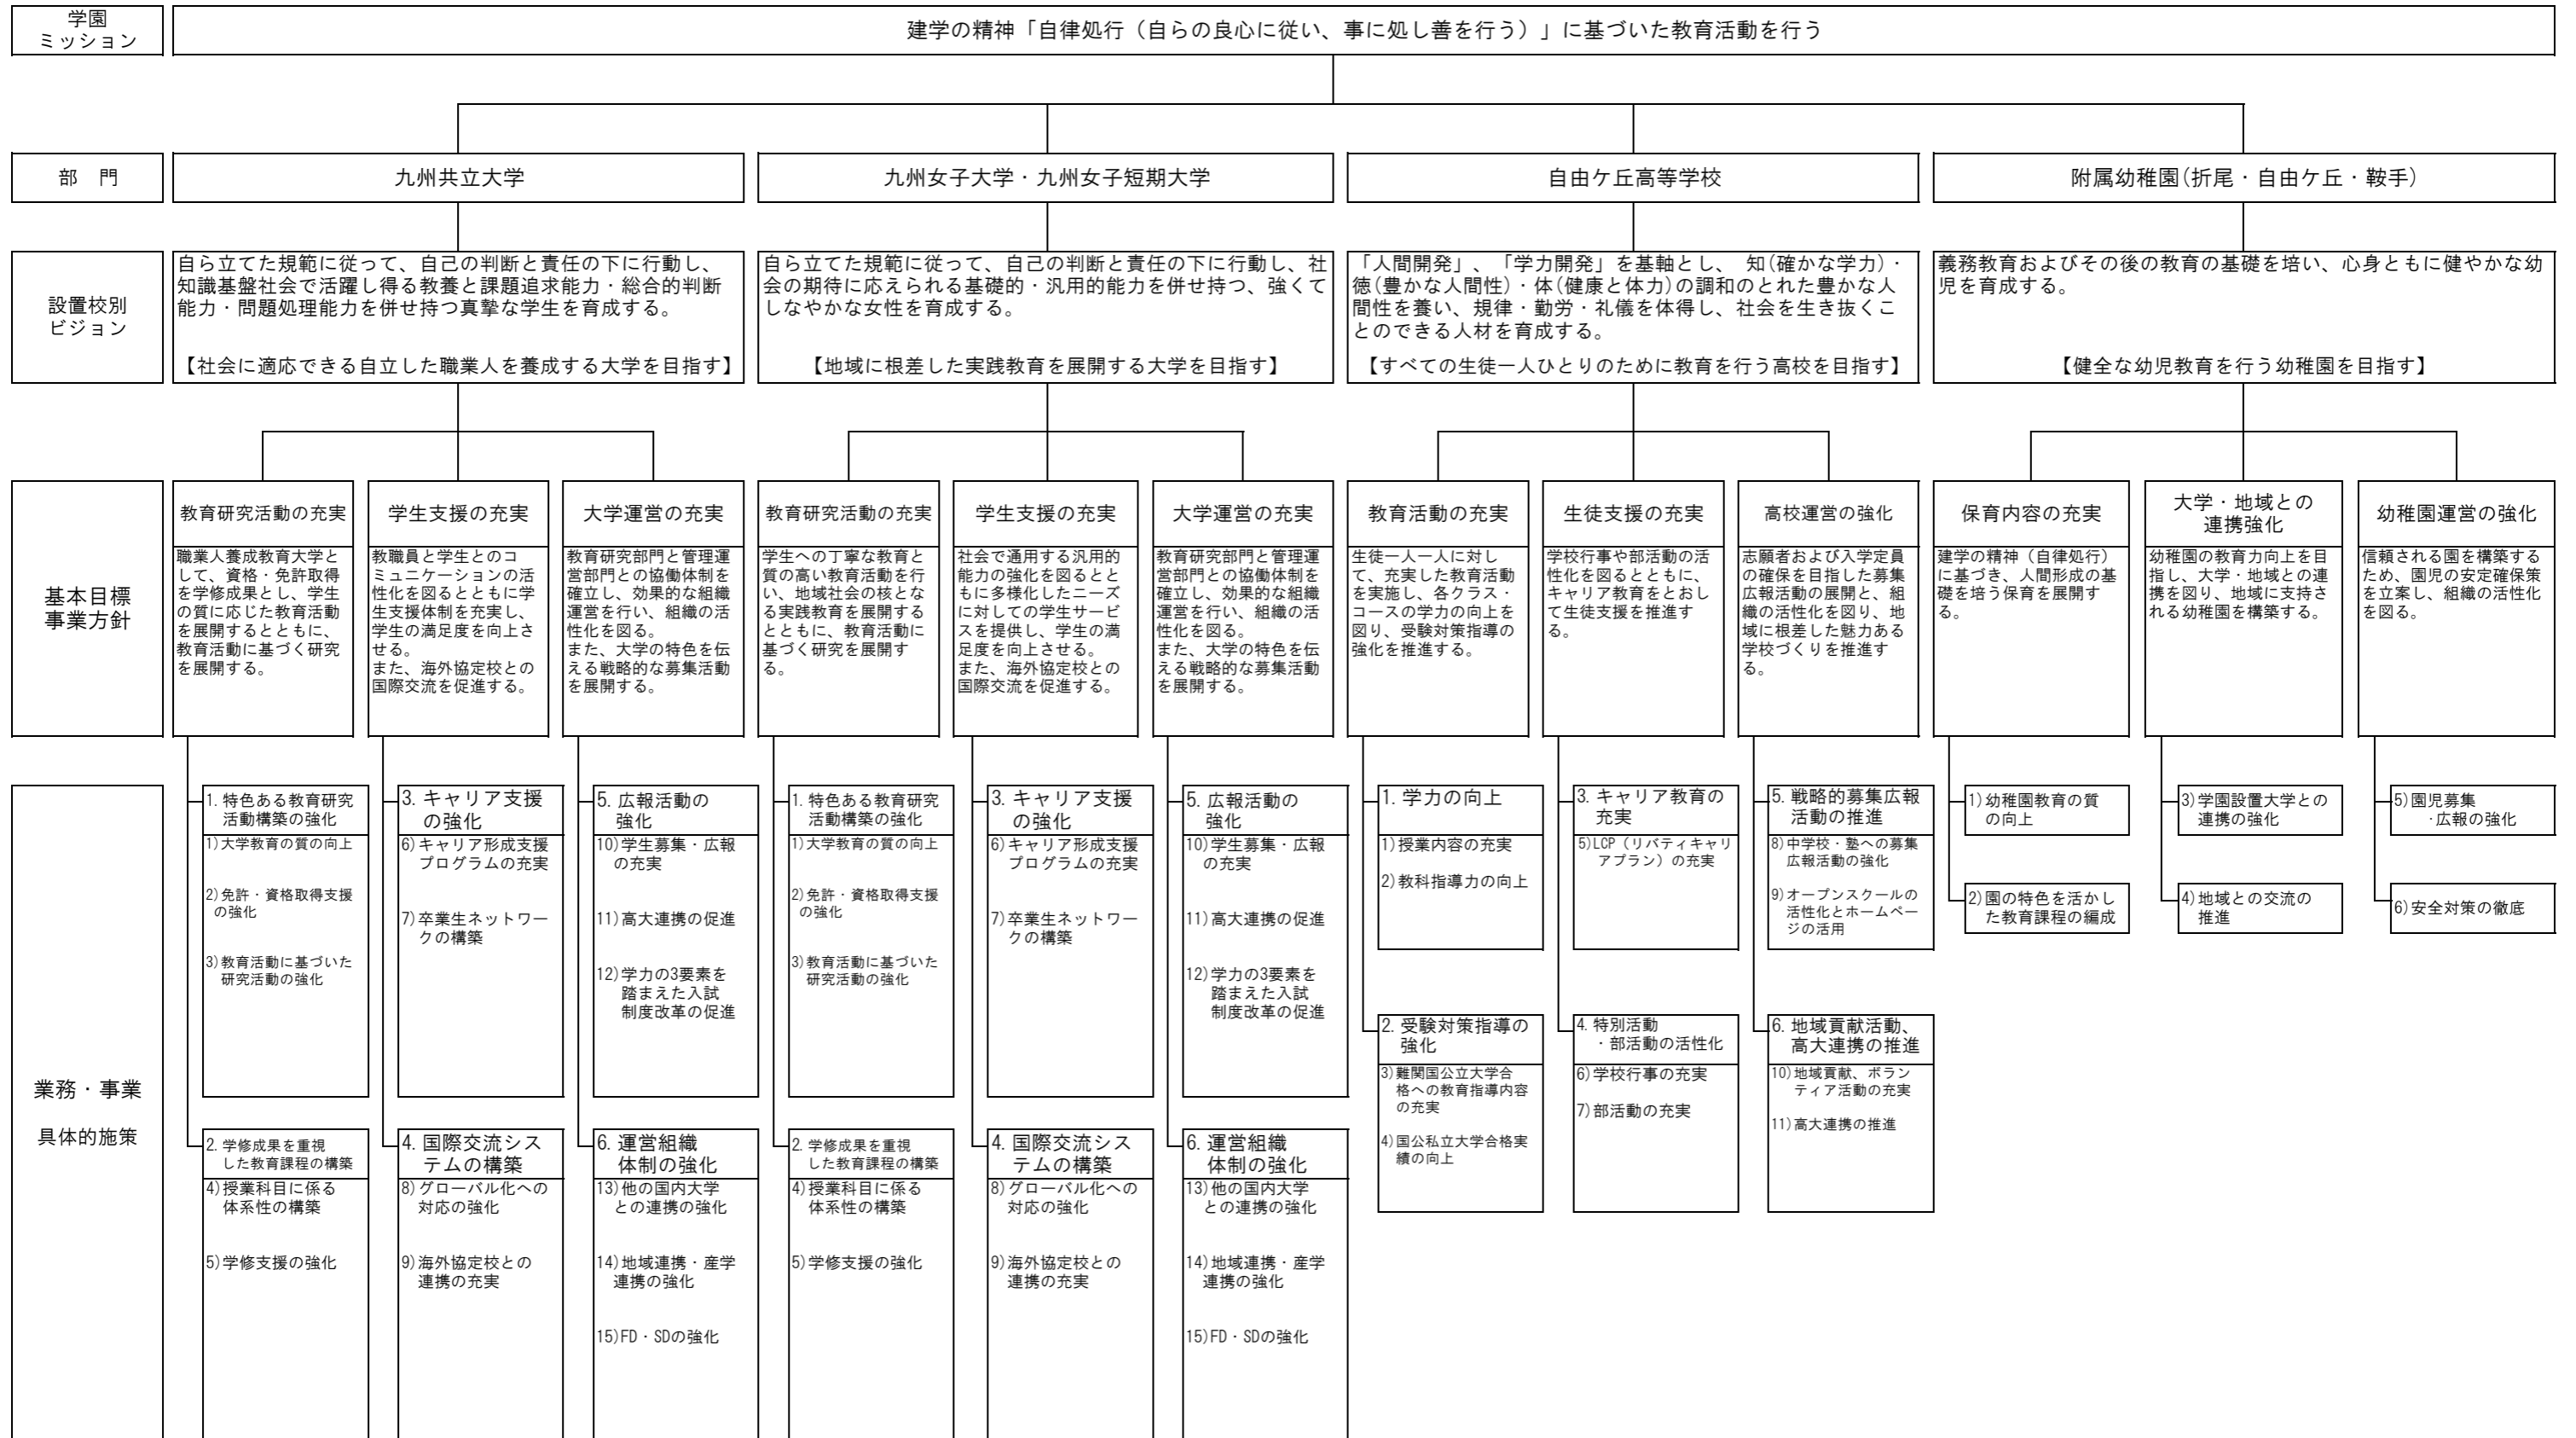 学園
ミッション
建学の精神「自律処行（自らの良心に従い、事に処し善を行う）」に基づいた教育活動を行う
部　門
九州共立大学
九州女子大学・九州女子短期大学
自由ケ丘高等学校
附属幼稚園(折尾・自由ケ丘・鞍手)
設置校別
ビジョン
自ら立てた規範に従って、自己の判断と責任の下に行動し、
知識基盤社会で活躍し得る教養と課題追求能力・総合的判断
能力・問題処理能力を併せ持つ真摯な学生を育成する。
【社会に適応できる自立した職業人を養成する大学を目指す】
自ら立てた規範に従って、自己の判断と責任の下に行動し、社
会の期待に応えられる基礎的・汎用的能力を併せ持つ、強くて
しなやかな女性を育成する。
【地域に根差した実践教育を展開する大学を目指す】
「人間開発」、「学力開発」を基軸とし、 知(確かな学力)・
徳(豊かな人間性)・体(健康と体力)の調和のとれた豊かな人
間性を養い、規律・勤労・礼儀を体得し、社会を生き抜くこ
とのできる人材を育成する。
【すべての生徒一人ひとりのために教育を行う高校を目指す】
義務教育およびその後の教育の基礎を培い、心身ともに健やかな幼
児を育成する。
【健全な幼児教育を行う幼稚園を目指す】
基本目標
事業方針
教育研究活動の充実
職業人養成教育大学と
して、資格・免許取得
を学修成果とし、学生
の質に応じた教育活動
を展開するとともに、
教育活動に基づく研究
を展開する。
学生支援の充実
教職員と学生とのコ
ミュニケーションの活
性化を図るとともに学
生支援体制を充実し、
学生の満足度を向上さ
せる。
また、海外協定校との
国際交流を促進する。
大学運営の充実
教育研究部門と管理運
営部門との協働体制を
確立し、効果的な組織
運営を行い、組織の活
性化を図る。
また、大学の特色を伝
える戦略的な募集活動
を展開する。
教育研究活動の充実
学生への丁寧な教育と
質の高い教育活動を行
い、地域社会の核とな
る実践教育を展開する
とともに、教育活動に
基づく研究を展開す
る。
学生支援の充実
社会で通用する汎用的
能力の強化を図るとと
もに多様化したニーズ
に対しての学生サービ
スを提供し、学生の満
足度を向上させる。
また、海外協定校との
国際交流を促進する。
大学運営の充実
教育研究部門と管理運
営部門との協働体制を
確立し、効果的な組織
運営を行い、組織の活
性化を図る。
また、大学の特色を伝
える戦略的な募集活動
を展開する。
教育活動の充実
生徒一人一人に対し
て、充実した教育活動
を実施し、各クラス・
コースの学力の向上を
図り、受験対策指導の
強化を推進する。
生徒支援の充実
学校行事や部活動の活
性化を図るとともに、
キャリア教育をとおし
て生徒支援を推進す
る。
高校運営の強化
志願者および入学定員
の確保を目指した募集
広報活動の展開と、組
織の活性化を図り、地
域に根差した魅力ある
学校づくりを推進す
る。
保育内容の充実
建学の精神（自律処行）
に基づき、人間形成の基
礎を培う保育を展開す
る。
大学・地域との
連携強化
幼稚園の教育力向上を目
指し、大学・地域との連
携を図り、地域に支持さ
れる幼稚園を構築する。
幼稚園運営の強化
信頼される園を構築する
ため、園児の安定確保策
を立案し、組織の活性化
を図る。
業務・事業
具体的施策
1. 特色ある教育研究
活動構築の強化
1)大学教育の質の向上
2)免許・資格取得支援
の強化
3)教育活動に基づいた
研究活動の強化
2. 学修成果を重視
した教育課程の構築
4)授業科目に係る
体系性の構築
5)学修支援の強化
3. キャリア支援
の強化
6)キャリア形成支援
プログラムの充実
7)卒業生ネットワー
クの構築
4. 国際交流シス
テムの構築
8)グローバル化への
対応の強化
9)海外協定校との
連携の充実
5. 広報活動の
強化
10)学生募集・広報
の充実
11)高大連携の促進
12)学力の3要素を
踏まえた入試
制度改革の促進
6. 運営組織
体制の強化
13)他の国内大学
との連携の強化
14)地域連携・産学
連携の強化
15)FD・SDの強化
1. 特色ある教育研究
活動構築の強化
1)大学教育の質の向上
2)免許・資格取得支援
の強化
3)教育活動に基づいた
研究活動の強化
2. 学修成果を重視
した教育課程の構築
4)授業科目に係る
体系性の構築
5)学修支援の強化
3. キャリア支援
の強化
6)キャリア形成支援
プログラムの充実
7)卒業生ネットワー
クの構築
4. 国際交流シス
テムの構築
8)グローバル化への
対応の強化
9)海外協定校との
連携の充実
5. 広報活動の
強化
10)学生募集・広報
の充実
11)高大連携の促進
12)学力の3要素を
踏まえた入試
制度改革の促進
6. 運営組織
体制の強化
13)他の国内大学
との連携の強化
14)地域連携・産学
連携の強化
15)FD・SDの強化
1. 学力の向上
1)授業内容の充実
2)教科指導力の向上
2. 受験対策指導の
強化
3)難関国公立大学合
格への教育指導内容
の充実
4)国公私立大学合格実
績の向上
3. キャリア教育の
充実
5)LCP（リバティキャリ
アプラン）の充実
4. 特別活動
・部活動の活性化
6)学校行事の充実
7)部活動の充実
5. 戦略的募集広報
活動の推進
8)中学校・塾への募集
広報活動の強化
9)オープンスクールの
活性化とホームペー
ジの活用
6. 地域貢献活動、
高大連携の推進
10)地域貢献、ボラン
ティア活動の充実
11)高大連携の推進
1)幼稚園教育の質
の向上
2)園の特色を活かし
た教育課程の編成
3)学園設置大学との
連携の強化
4)地域との交流の
推進
5)園児募集
・広報の強化
6)安全対策の徹底